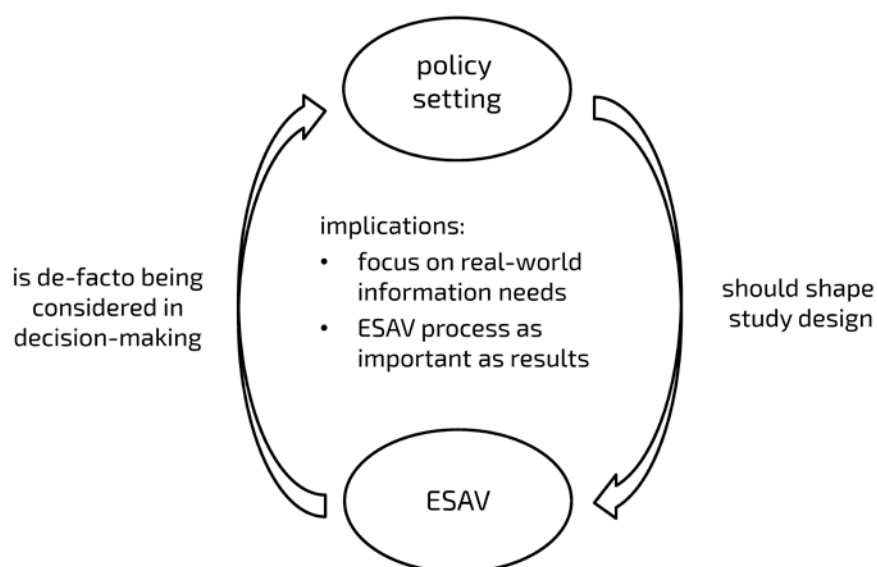 policy
setting
implications:
• focus on real-world
information needs
• ESAV process as
important as results
is de-facto being
considered in
decision-making
should shape
study design
ESAV